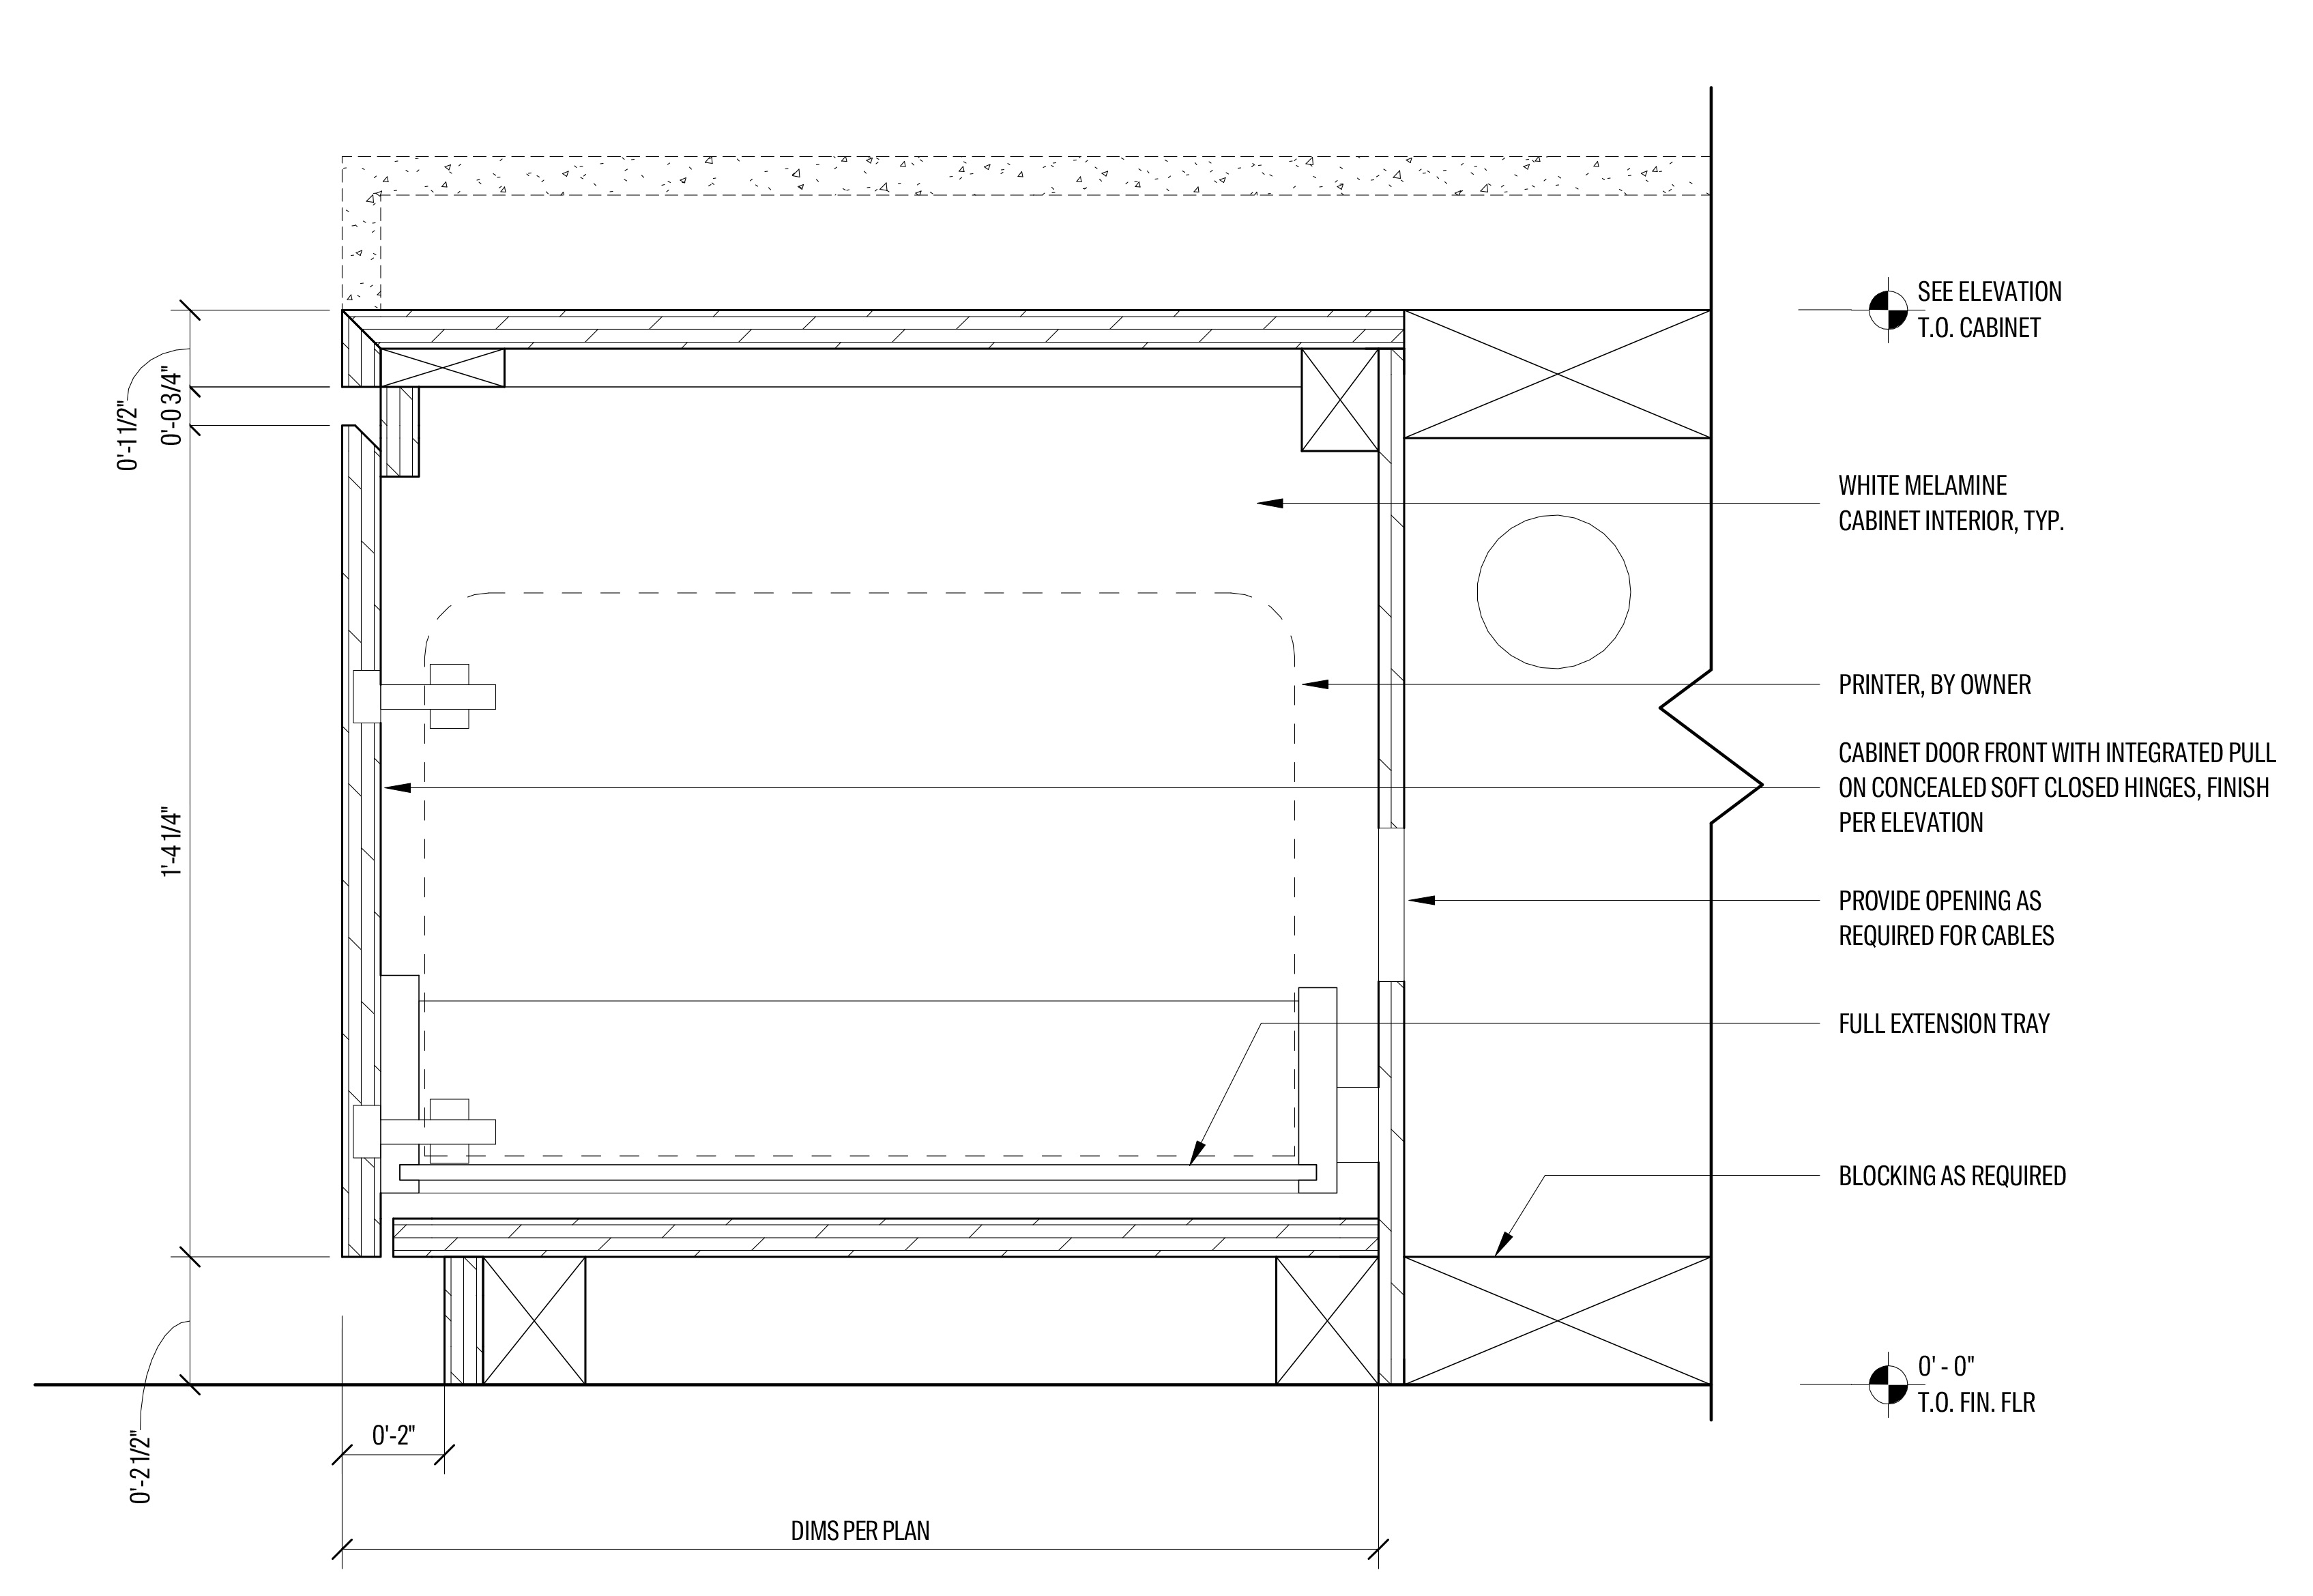 SEE ELEVATION
T.O. CABINET
0'-1 1/2"
0'-0 3/4"
WHITE MELAMINE
CABINET INTERIOR, TYP.
PRINTER, BY OWNER
CABINET DOOR FRONT WITH INTEGRATED PULL
ON CONCEALED SOFT CLOSED HINGES, FINISH
PER ELEVATION
1'-4 1/4"
PROVIDE OPENING AS
REQUIRED FOR CABLES
FULL EXTENSION TRAY
BLOCKING AS REQUIRED
0' - 0"
T.O. FIN. FLR
0'-2 1/2"
0'-2"
DIMS PER PLAN